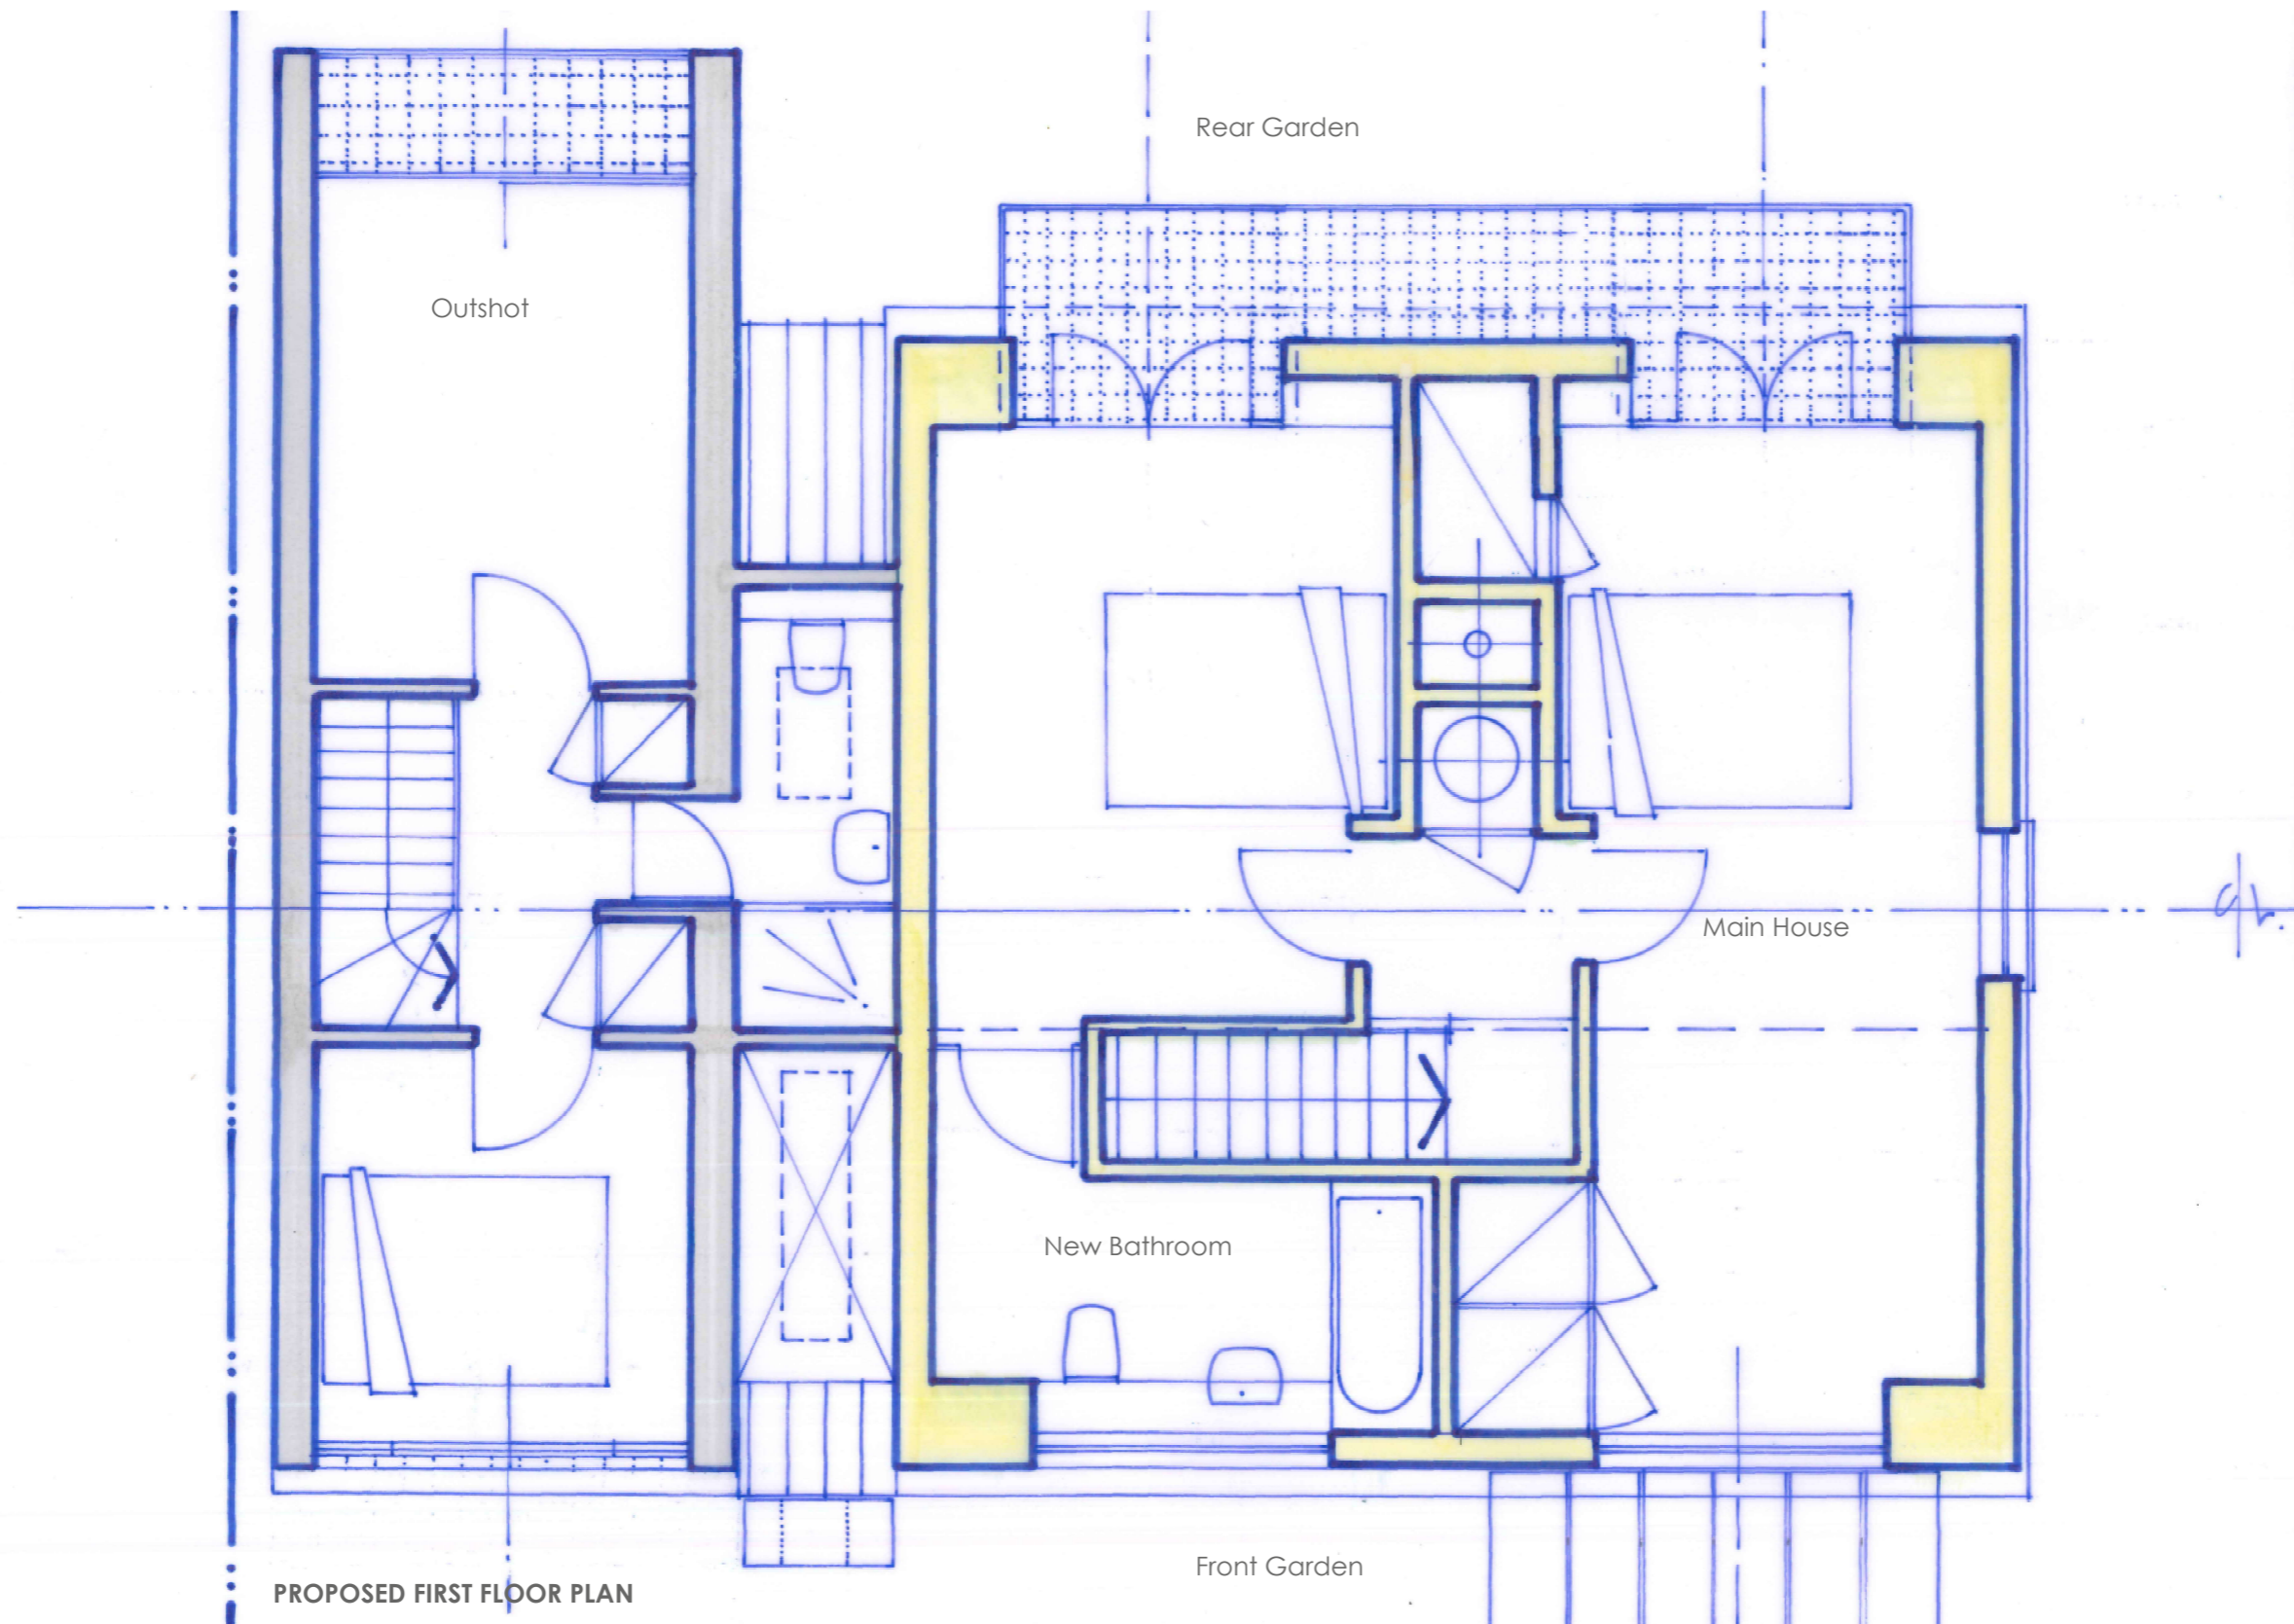 Rear Garden
Outshot
Main House
New Bathroom
Front Garden
PROPOSED FIRST FLOOR PLAN